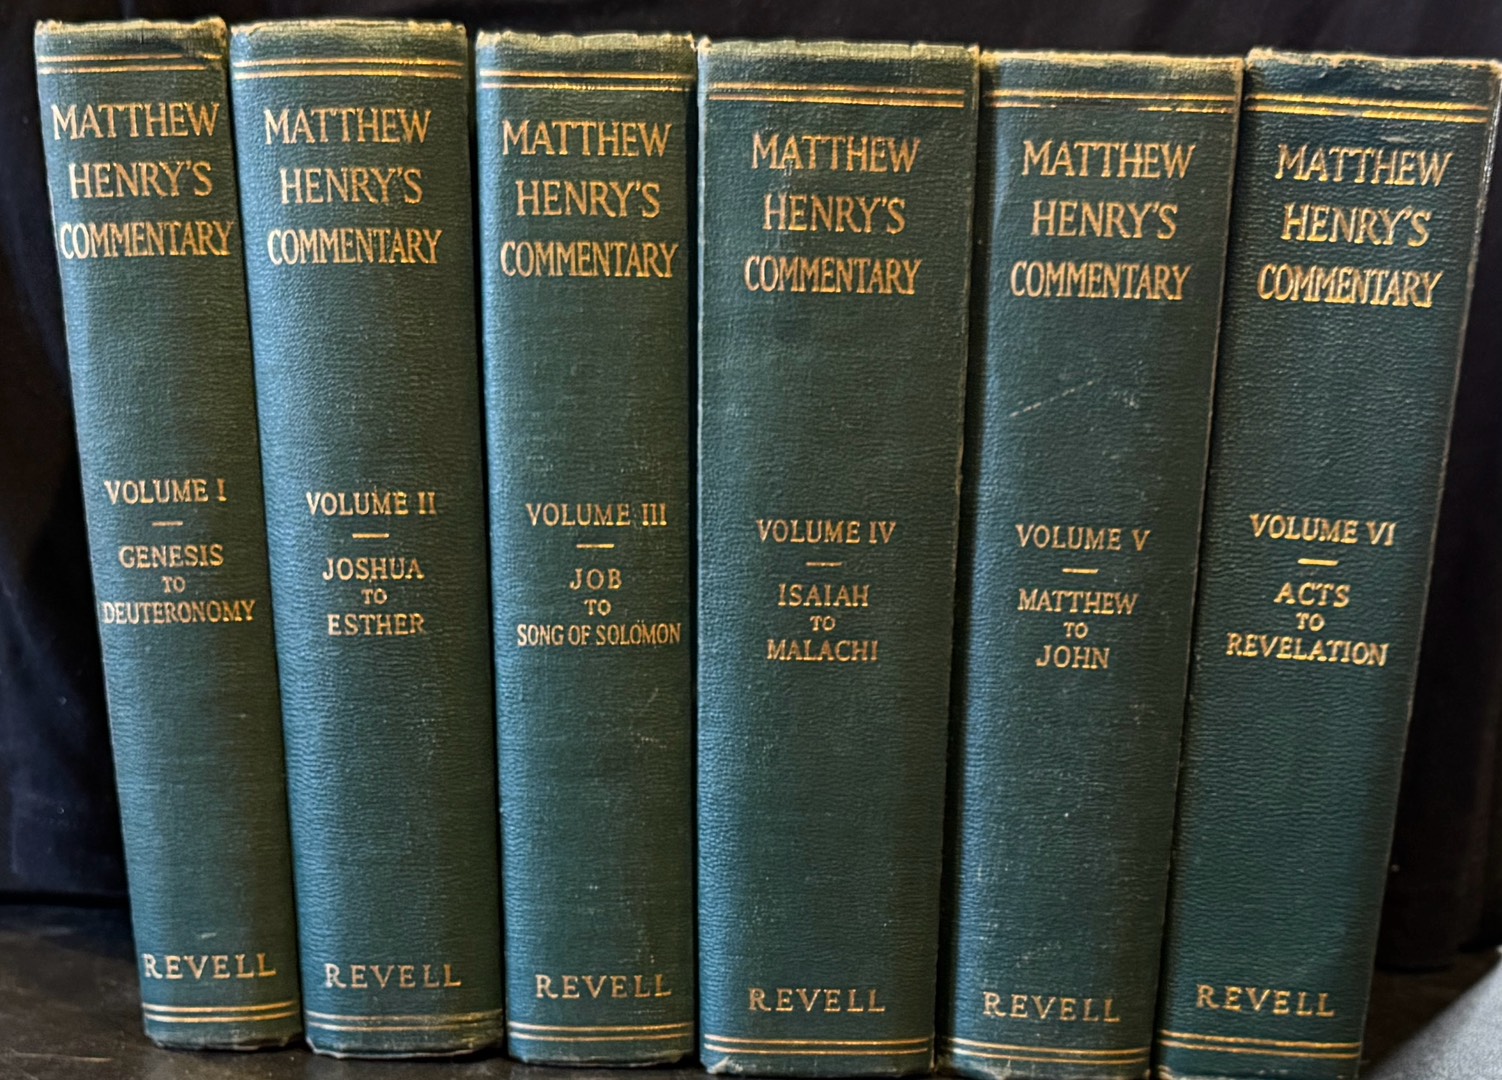 MATTHEW
HENRY'S
COMMENTARY
VOLUME I
GENESIS
TO
DEUTERONOMY
REVELL
MATTHEW
HENRY'S
COMMENTARY
VOLUME II
JOSHUA
TO
ESTHER
REVELL
MATTHEW
HENRY'S
COMMENTARY
VOLUME III
JOB
TO
SONG OF SOLOMON
REVELL
MATTHEW
HENRY'S
COMMENTARY
VOLUME IV
ISAIAH
TO
MALACHI
REVELL
MATTHEW
HENRY'S
COMMENTARY
VOLUME V
MATTHEW
TO
JOHN
REVELL
MATTHEW
HENRY'S
COMMENTARY
VOLUME VI
ACTS
TO
REVELATION
REVELL